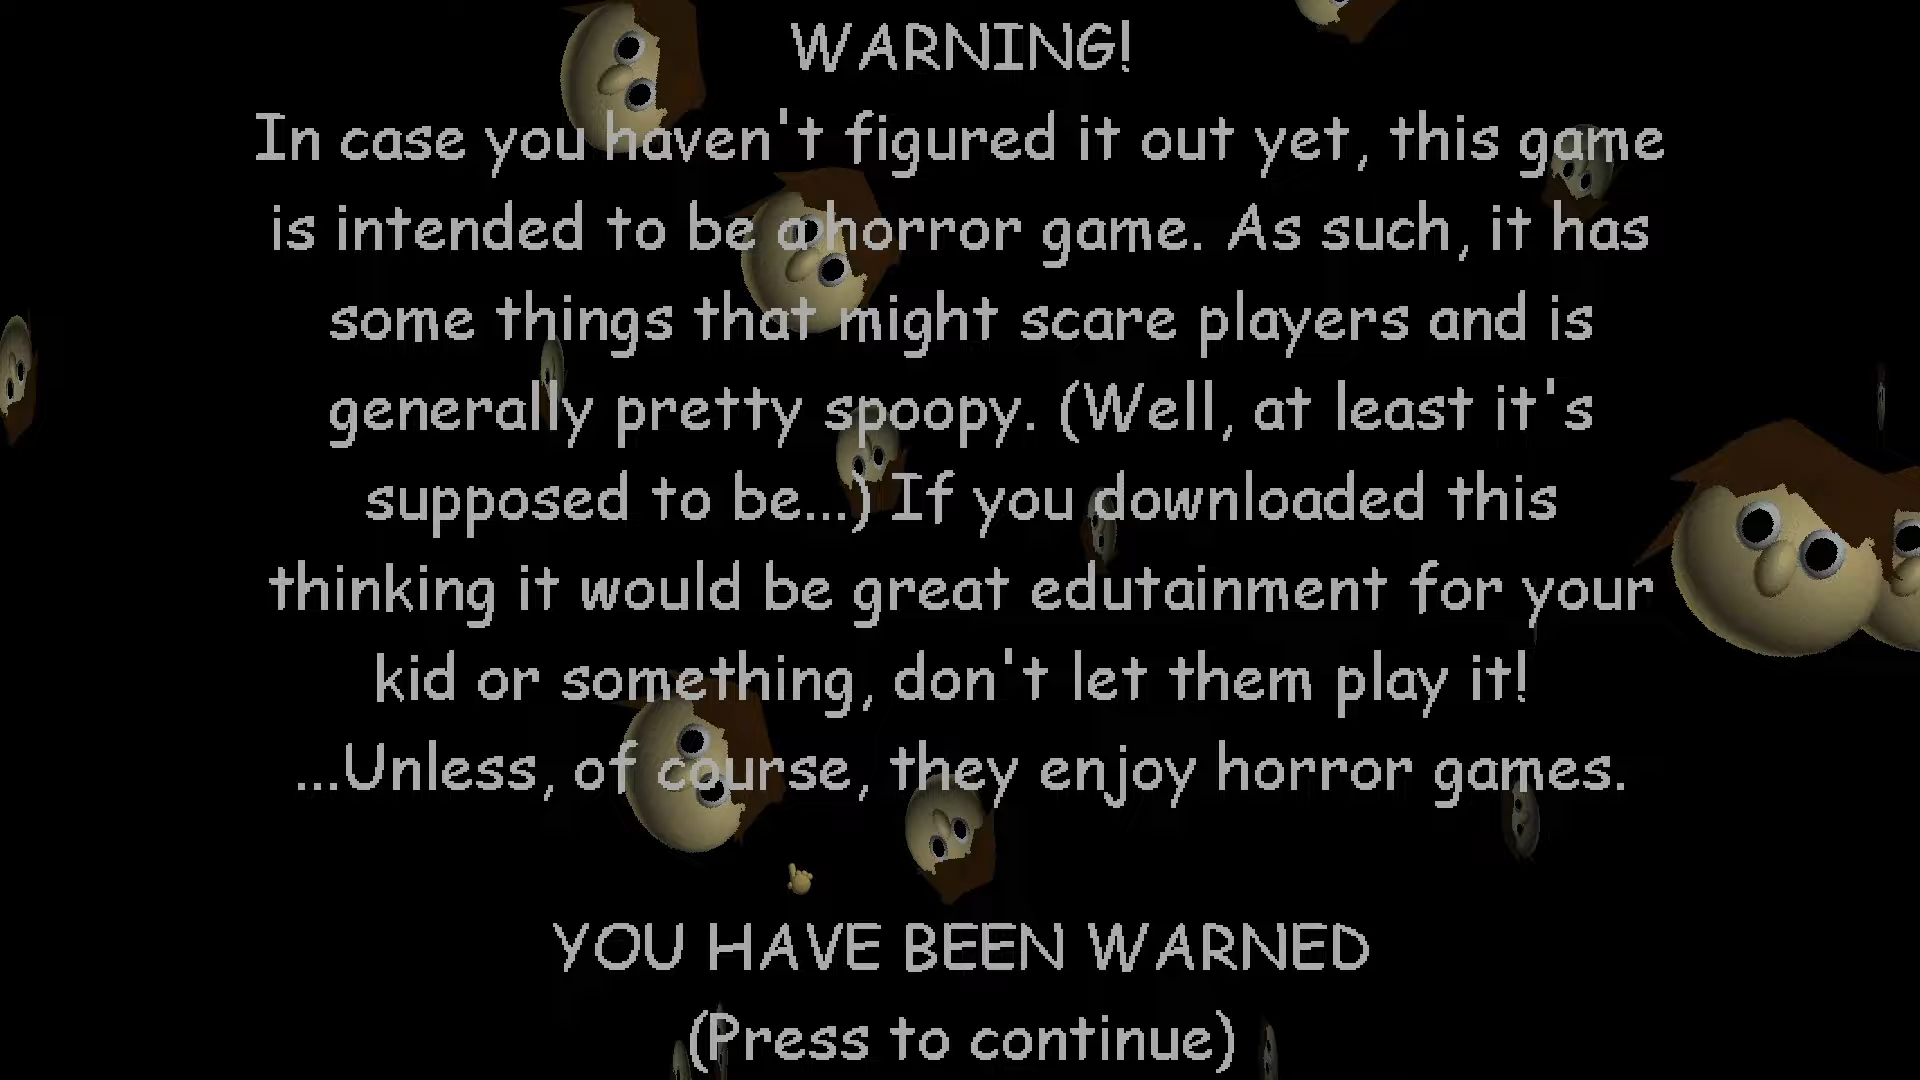 WARNING!
In case you haven't figured it out yet, this game
is intended to be a horror game. As such, it has
some things that might scare players and is
generally pretty spoopy. (Well, at least it's
supposed to be...) If you downloaded this
thinking it would be great edutainment for your
kid or something, don't let them play it!
...Unless, of course, they enjoy horror games.
YOU HAVE BEEN WARNED
(Press to continue)